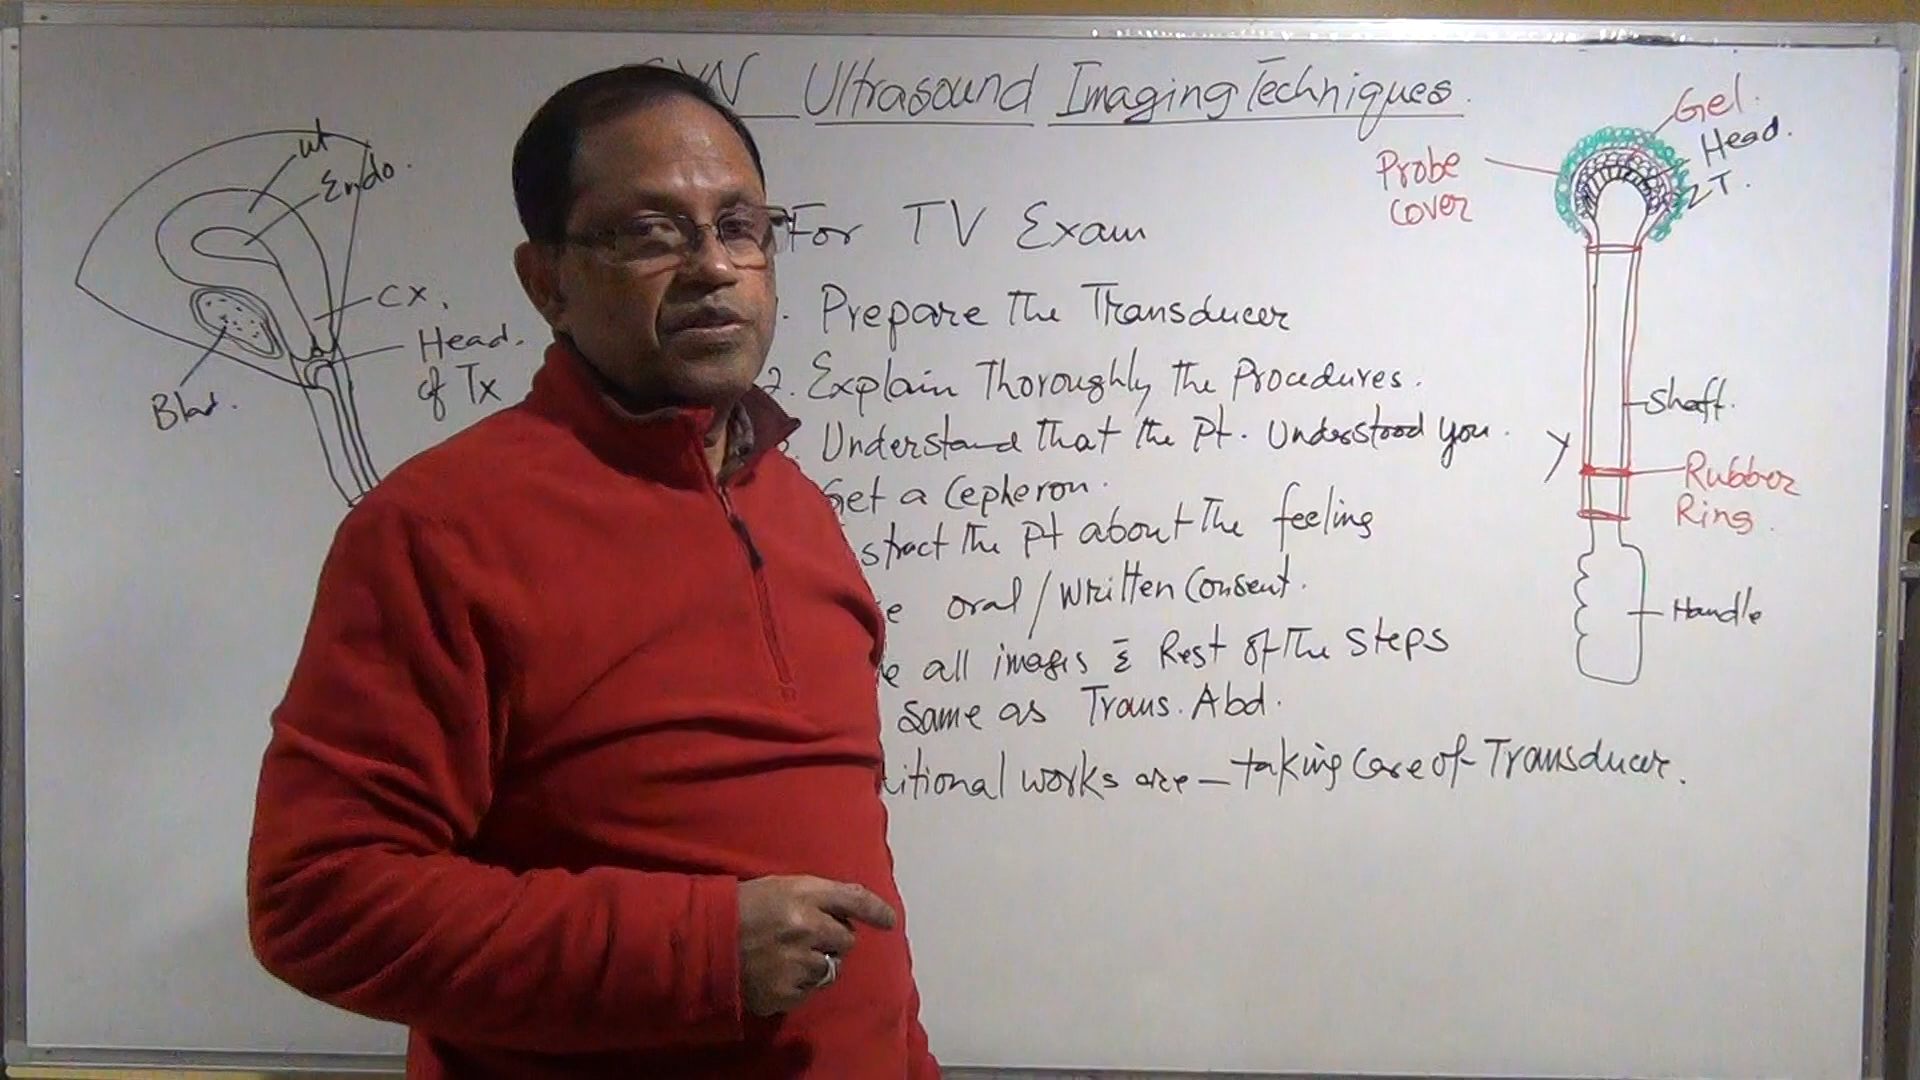 GYN Ultrasound Imaging Techniques.
For TV Exam
Prepare the Transducer
2. Explain Thoroughly the Procedures.
Understand that the Pt. Understood you.
Get a Cepheron.
struct the Pt about the feeling
oral / written Consent.
all images c̄ Rest of the steps
same as Trans. Abd.
itional works are – taking Care of Transducer.
ut
Endo.
CX.
Head.
of Tx
Blad.
Gel.
Head.
Z-T.
Probe
cover
Shaft.
Y
Rubber
Ring.
Handle